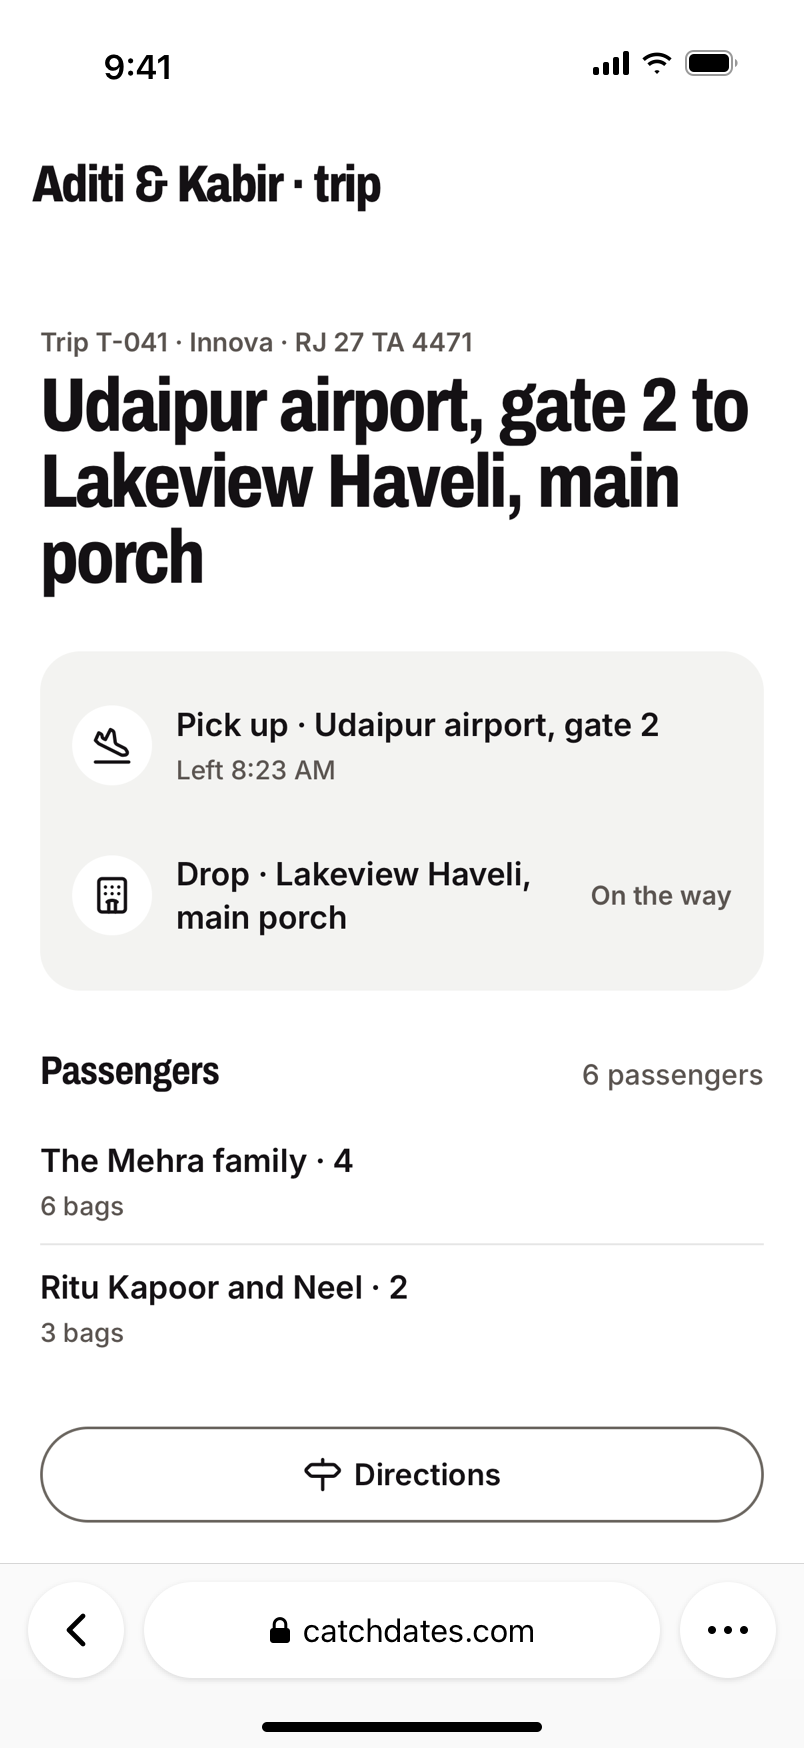 9:41
Aditi & Kabir · trip
Trip T-041 · Innova · RJ 27 TA 4471
Udaipur airport, gate 2 to
Lakeview Haveli, main
porch
Pick up · Udaipur airport, gate 2
Left 8:23 AM
Drop · Lakeview Haveli,
main porch
On the way
Passengers
6 passengers
The Mehra family · 4
6 bags
Ritu Kapoor and Neel · 2
3 bags
Directions
catchdates.com